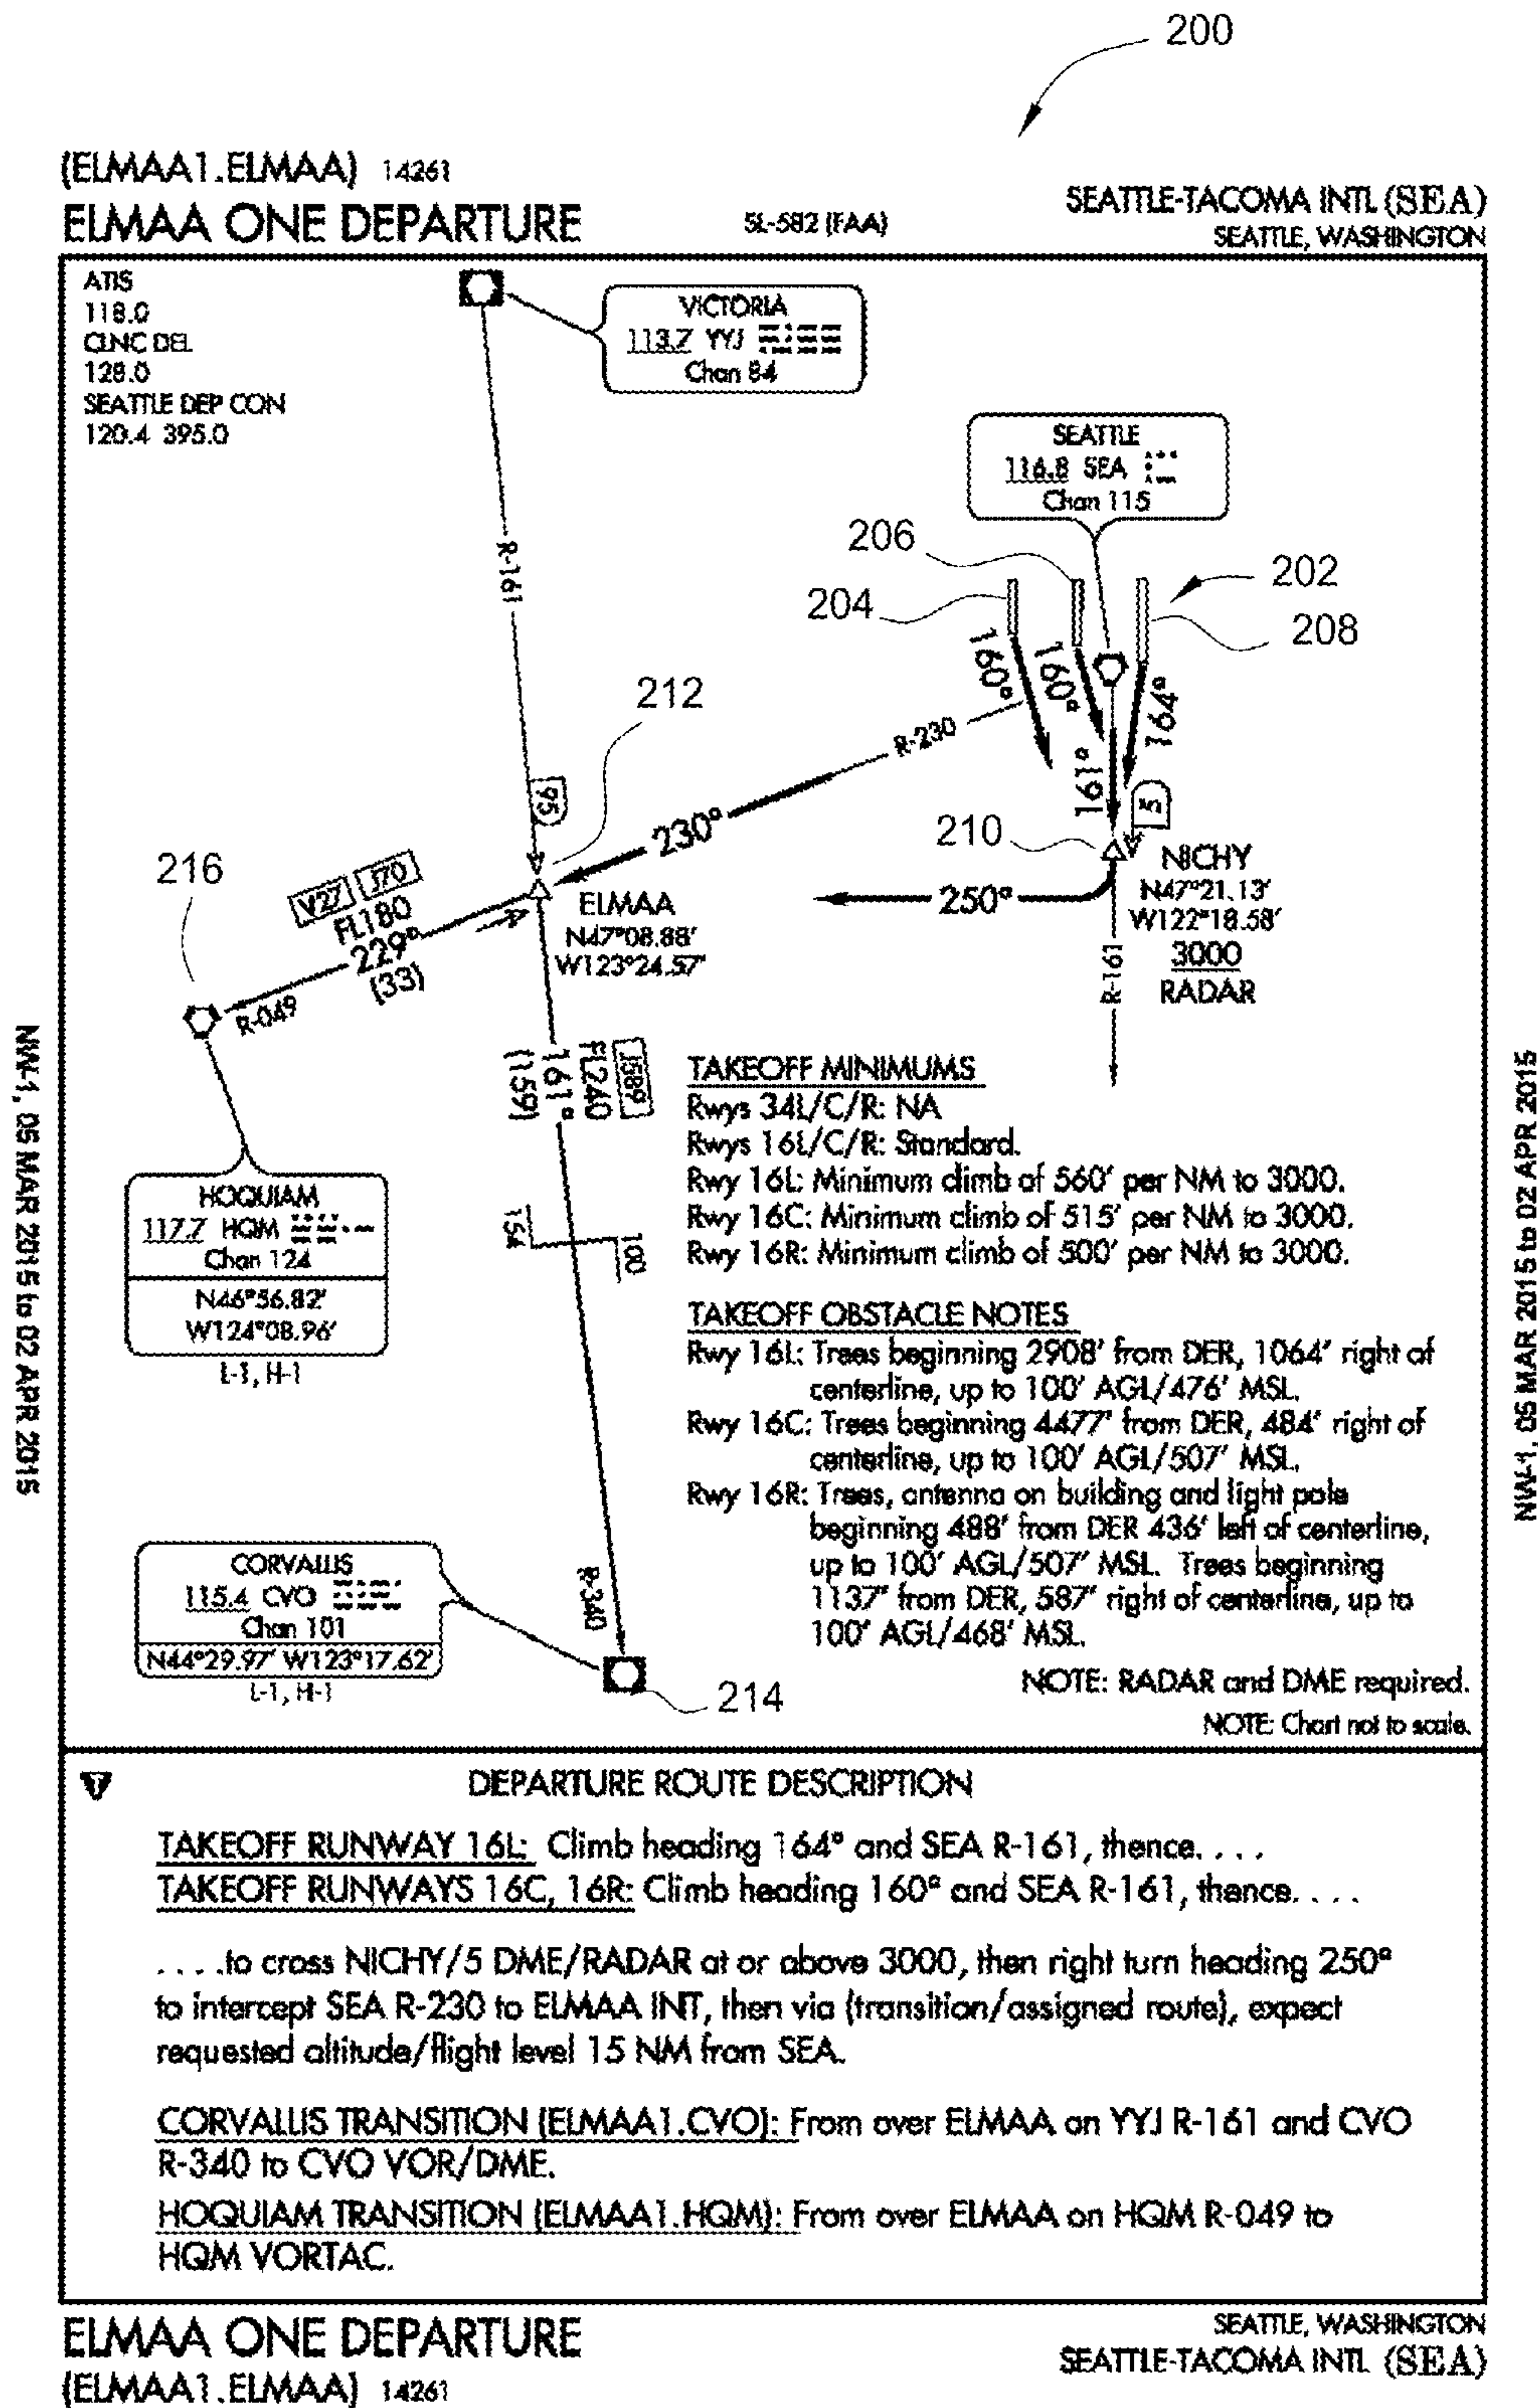 200
(ELMAA1.ELMAA) 14261
ELMAA ONE DEPARTURE
SL-582 (FAA)
SEATTLE-TACOMA INTL (SEA)
SEATTLE, WASHINGTON
ATIS
118.0
CLNC DEL
128.0
SEATTLE DEP CON
120.4 395.0
VICTORIA
113.7 YYJ
Chan 84
SEATTLE
116.8 SEA
Chan 115
206
204
202
208
R-161
160°
160°
164°
161°
212
R-230
95
230°
5
210
NICHY
N47°21.13'
W122°18.58'
3000
RADAR
250°
R-161
216
V27 J70
FL180
229°
(33)
R-049
ELMAA
N47°08.88'
W123°24.57'
J589
FL240
161°
(159)
HOQUIAM
117.7 HQM
Chan 124
N46°56.82'
W124°08.96'
L-1, H-1
154
100
TAKEOFF MINIMUMS
Rwys 34L/C/R: NA
Rwys 16L/C/R: Standard.
Rwy 16L: Minimum climb of 560' per NM to 3000.
Rwy 16C: Minimum climb of 515' per NM to 3000.
Rwy 16R: Minimum climb of 500' per NM to 3000.
TAKEOFF OBSTACLE NOTES
Rwy 16L: Trees beginning 2908' from DER, 1064' right of
centerline, up to 100' AGL/476' MSL.
Rwy 16C: Trees beginning 4477' from DER, 484' right of
centerline, up to 100' AGL/507' MSL.
Rwy 16R: Trees, antenna on building and light pole
beginning 488' from DER 436' left of centerline,
up to 100' AGL/507' MSL. Trees beginning
1137' from DER, 587' right of centerline, up to
100' AGL/468' MSL.
CORVALLIS
115.4 CVO
Chan 101
N44°29.97' W123°17.62'
L-1, H-1
R-340
214
NOTE: RADAR and DME required.
NOTE: Chart not to scale.
NW-1, 05 MAR 2015 to 02 APR 2015
NW-1, 05 MAR 2015 to 02 APR 2015
T
DEPARTURE ROUTE DESCRIPTION
TAKEOFF RUNWAY 16L: Climb heading 164° and SEA R-161, thence. . . .
TAKEOFF RUNWAYS 16C, 16R: Climb heading 160° and SEA R-161, thence. . . .
. . . .to cross NICHY/5 DME/RADAR at or above 3000, then right turn heading 250°
to intercept SEA R-230 to ELMAA INT, then via (transition/assigned route), expect
requested altitude/flight level 15 NM from SEA.
CORVALLIS TRANSITION (ELMAA1.CVO): From over ELMAA on YYJ R-161 and CVO
R-340 to CVO VOR/DME.
HOQUIAM TRANSITION (ELMAA1.HQM): From over ELMAA on HQM R-049 to
HQM VORTAC.
ELMAA ONE DEPARTURE
(ELMAA1.ELMAA) 14261
SEATTLE, WASHINGTON
SEATTLE-TACOMA INTL (SEA)